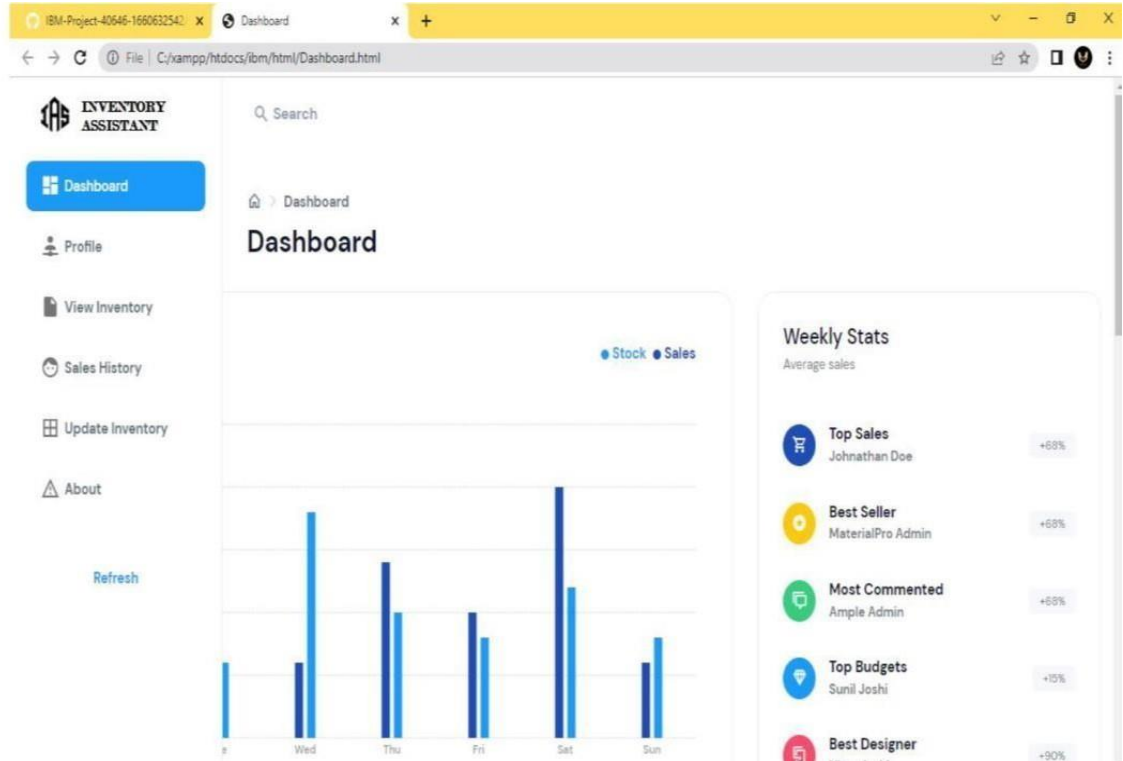 IBM-Project-40646-1660632542
Dashboard
File
C:/xampp/htdocs/ibm/html/Dashboard.html
IAS
INVENTORY
ASSISTANT
Search
Dashboard
Profile
View Inventory
Sales History
Update Inventory
About
Refresh
Dashboard
Dashboard
Stock
Sales
e
Wed
Thu
Fri
Sat
Sun
Weekly Stats
Average sales
Top Sales
Johnathan Doe
+68%
Best Seller
MaterialPro Admin
+68%
Most Commented
Ample Admin
+68%
Top Budgets
Sunil Joshi
+15%
Best Designer
+90%